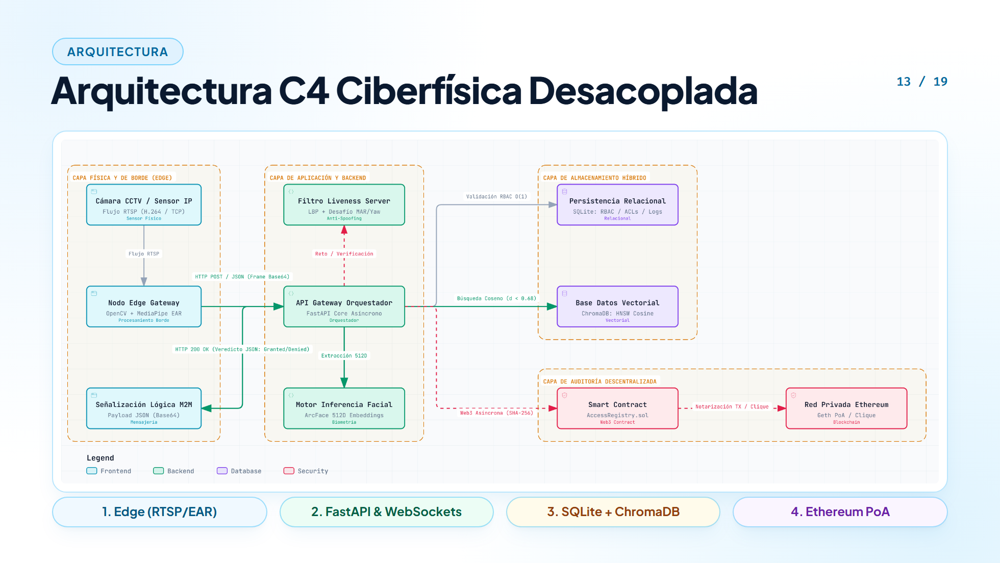 ARQUITECTURA
Arquitectura C4 Ciberfísica Desacoplada
13 / 19
CAPA FÍSICA Y DE BORDE (EDGE)
Cámara CCTV / Sensor IP
Flujo RTSP (H.264 / TCP)
Sensor Físico
Flujo RTSP
HTTP POST / JSON (Frame Base64)
Nodo Edge Gateway
OpenCV + MediaPipe EAR
Procesamiento Borde
HTTP 200 OK (Veredicto JSON: Granted/Denied)
Señalización Lógica M2M
Payload JSON (Base64)
Mensajería
CAPA DE APLICACIÓN Y BACKEND
Filtro Liveness Server
LBP + Desafío MAR/Yaw
Anti-Spoofing
Reto / Verificación
API Gateway Orquestador
FastAPI Core Asíncrono
Orquestador
Extracción 512D
Motor Inferencia Facial
ArcFace 512D Embeddings
Biometría
Validación RBAC O(1)
Búsqueda Coseno (d < 0.68)
Web3 Asíncrona (SHA-256)
CAPA DE ALMACENAMIENTO HÍBRIDO
Persistencia Relacional
SQLite: RBAC / ACLs / Logs
Relacional
Base Datos Vectorial
ChromaDB: HNSW Cosine
Vectorial
CAPA DE AUDITORÍA DESCENTRALIZADA
Smart Contract
AccessRegistry.sol
Web3 Contract
Notarización TX / Clique
Red Privada Ethereum
Geth PoA / Clique
Blockchain
Legend
Frontend
Backend
Database
Security
1. Edge (RTSP/EAR)
2. FastAPI & WebSockets
3. SQLite + ChromaDB
4. Ethereum PoA